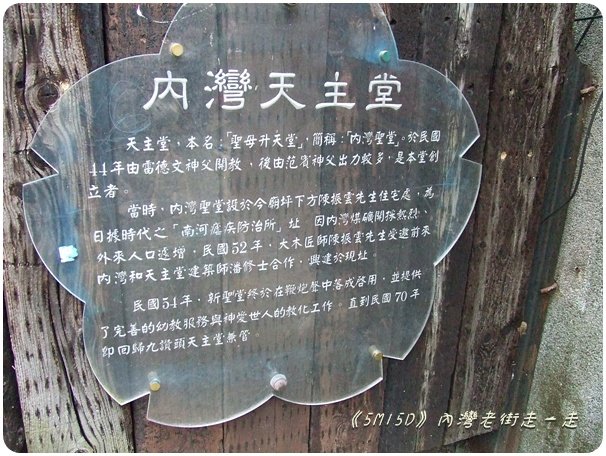 內灣天主堂
天主堂，本名：「聖母升天堂」，簡稱：「內灣聖堂」。於民國
44年由雷德文神父開教，後由范賓神父出力較多，是本堂創
立者。
當時，內灣聖堂設於今廟坪下方陳振雲先生住宅處，為
日據時代之「南河瘧疾防治所」址，因內灣煤礦開採熱烈、
外來人口遞增，民國52年，大木匠師陳振雲先生受邀前來
內灣和天主堂建築師潘修士合作，興建於現址。
民國54年，新聖堂終於在鞭炮聲中落成啓用，並提供
了完善的幼教服務與神愛世人的教化工作。直到民國70年
即回歸九讚頭天主堂兼管。
《5M15D》內灣老街走一走